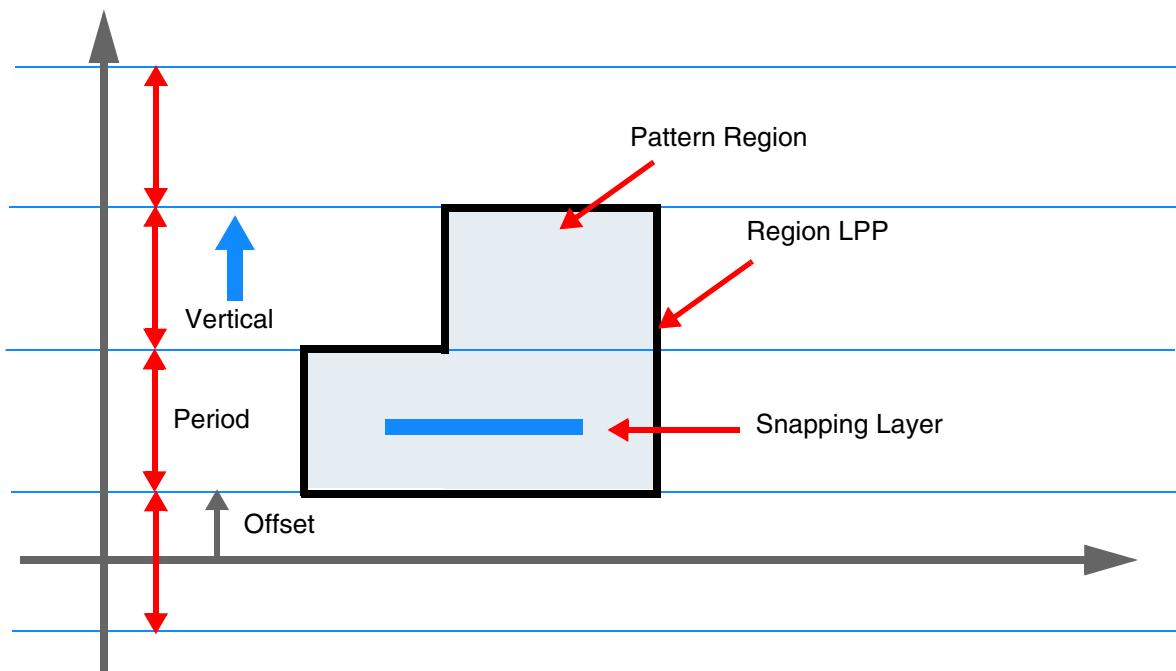 Pattern Region
Region LPP
Vertical
Period
Snapping Layer
Offset